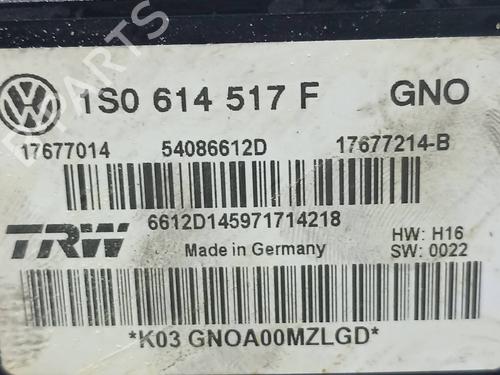 1S0 614 517 F GNO
17677014 54086612D 17677214-B
6612D145971714218
TRW Made in Germany HW: H16
SW: 0022
*K03 GNOA00MZLGD*